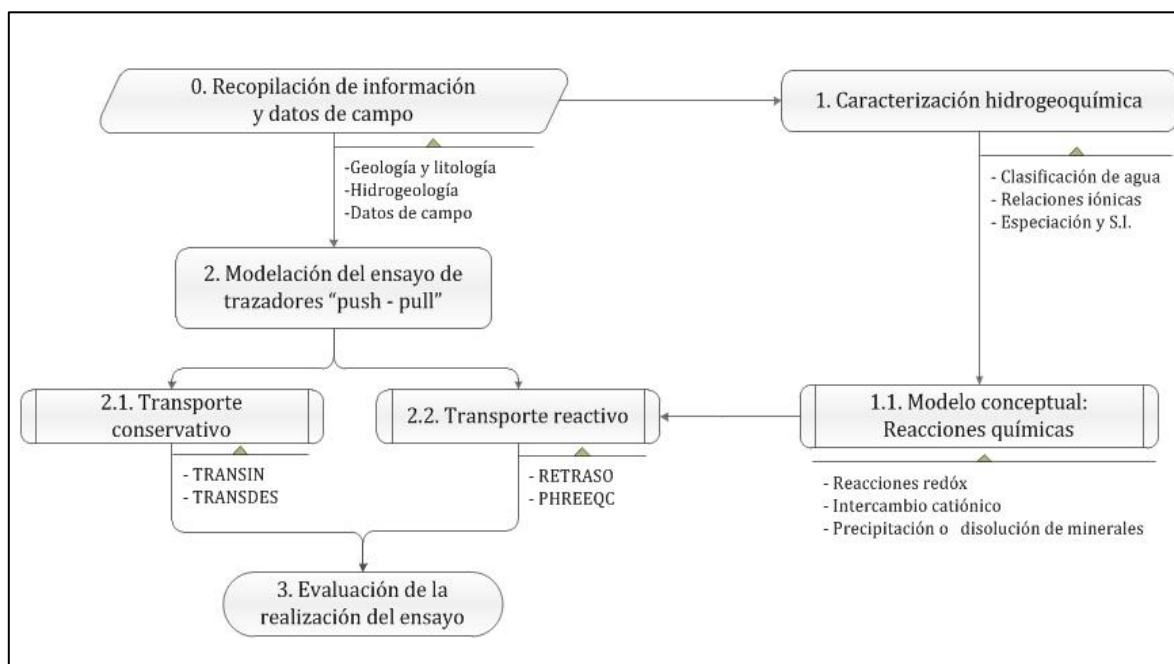 0. Recopilación de información
y datos de campo
1. Caracterización hidrogeoquímica
-Geología y litología
-Hidrogeología
-Datos de campo
- Clasificación de agua
- Relaciones iónicas
- Especiación y S.I.
2. Modelación del ensayo de
trazadores “push - pull”
2.1. Transporte
conservativo
2.2. Transporte reactivo
1.1. Modelo conceptual:
Reacciones químicas
- TRANSIN
- TRANSDES
- RETRASO
- PHREEQC
- Reacciones redóx
- Intercambio catiónico
- Precipitación o disolución de minerales
3. Evaluación de la
realización del ensayo